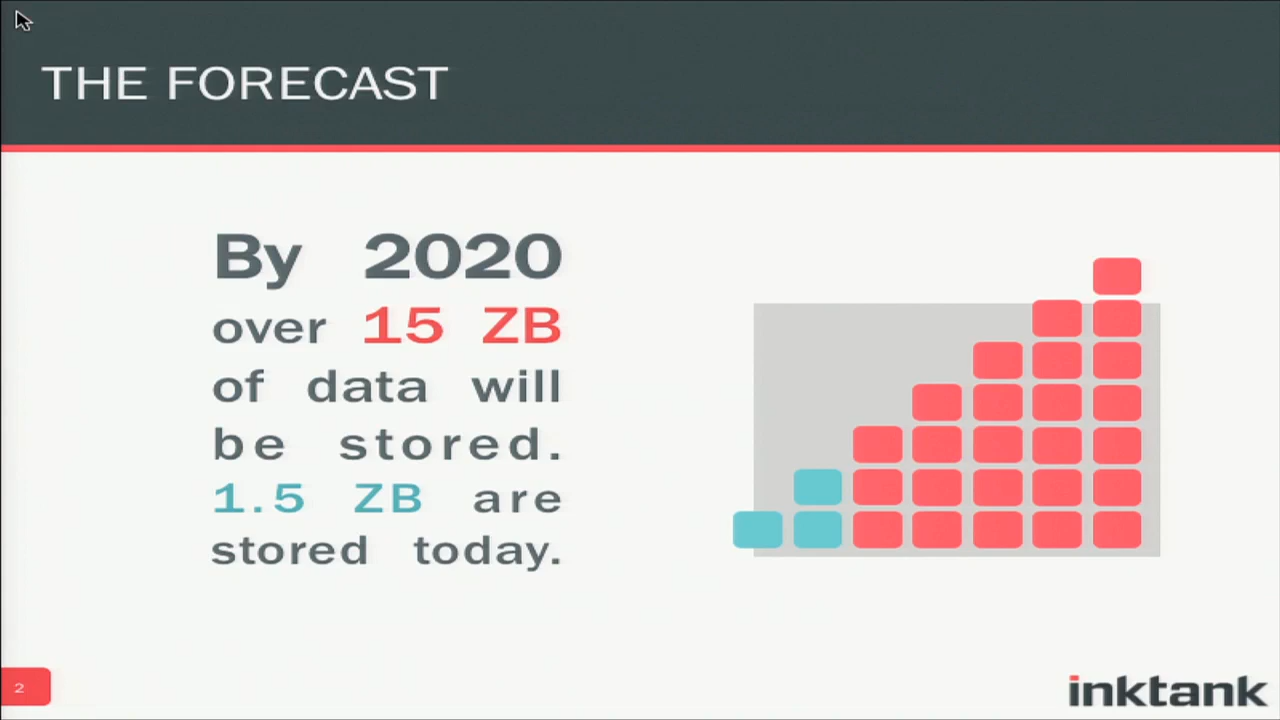 THE FORECAST
By 2020
over 15 ZB
of data will
be stored.
1.5 ZB are
stored today.
2
inktank